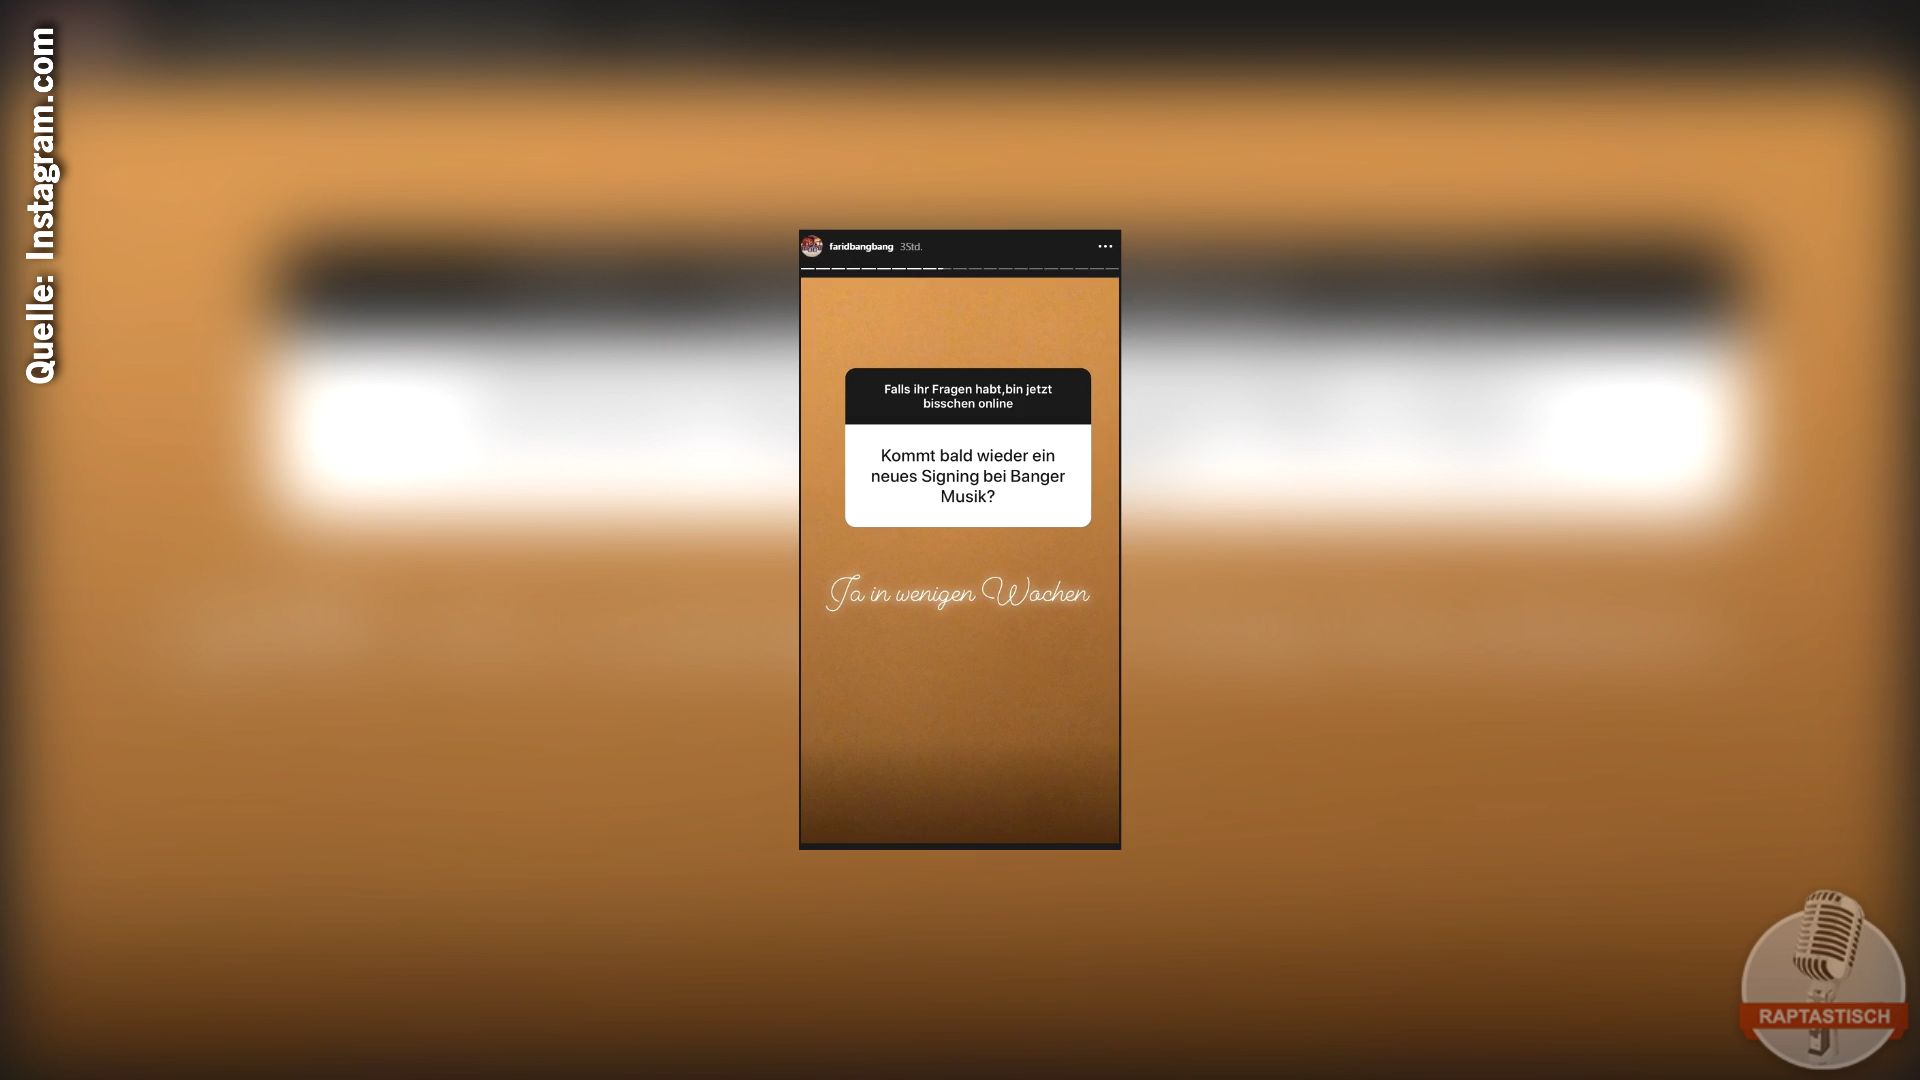 Quelle: Instagram.com
faridbangbang 3Std.
Falls ihr Fragen habt,bin jetzt
bisschen online
Kommt bald wieder ein
neues Signing bei Banger
Musik?
Ja in wenigen Wochen
RAPTASTISCH